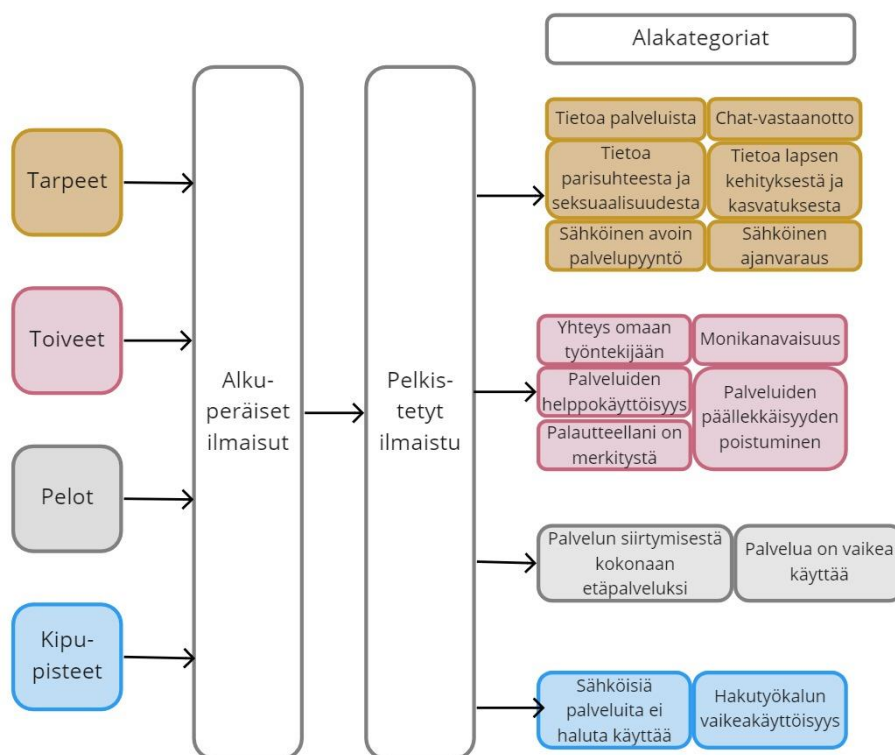 Alakategoriat
Tarpeet
Toiveet
Pelot
Kipu-
pisteet
Alku-
peräiset
ilmaisut
Pelkis-
tetyt
ilmaistu
Tietoa palveluista
Chat-vastaanotto
Tietoa
parisuhteesta ja
seksuaalisuudesta
Tietoa lapsen
kehityksestä ja
kasvatuksesta
Sähköinen avoin
palvelupyyntö
Sähköinen
ajanvaraus
Yhteys omaan
työntekijään
Monikanavaisuus
Palveluiden
helppokäyttöisyys
Palveluiden
päällekkäisyyden
poistuminen
Palautteellani on
merkitystä
Palvelun siirtymisestä
kokonaan
etäpalveluksi
Palvelua on vaikea
käyttää
Sähköisiä
palveluita ei
haluta käyttää
Hakutyökalun
vaikeakäyttöisyys